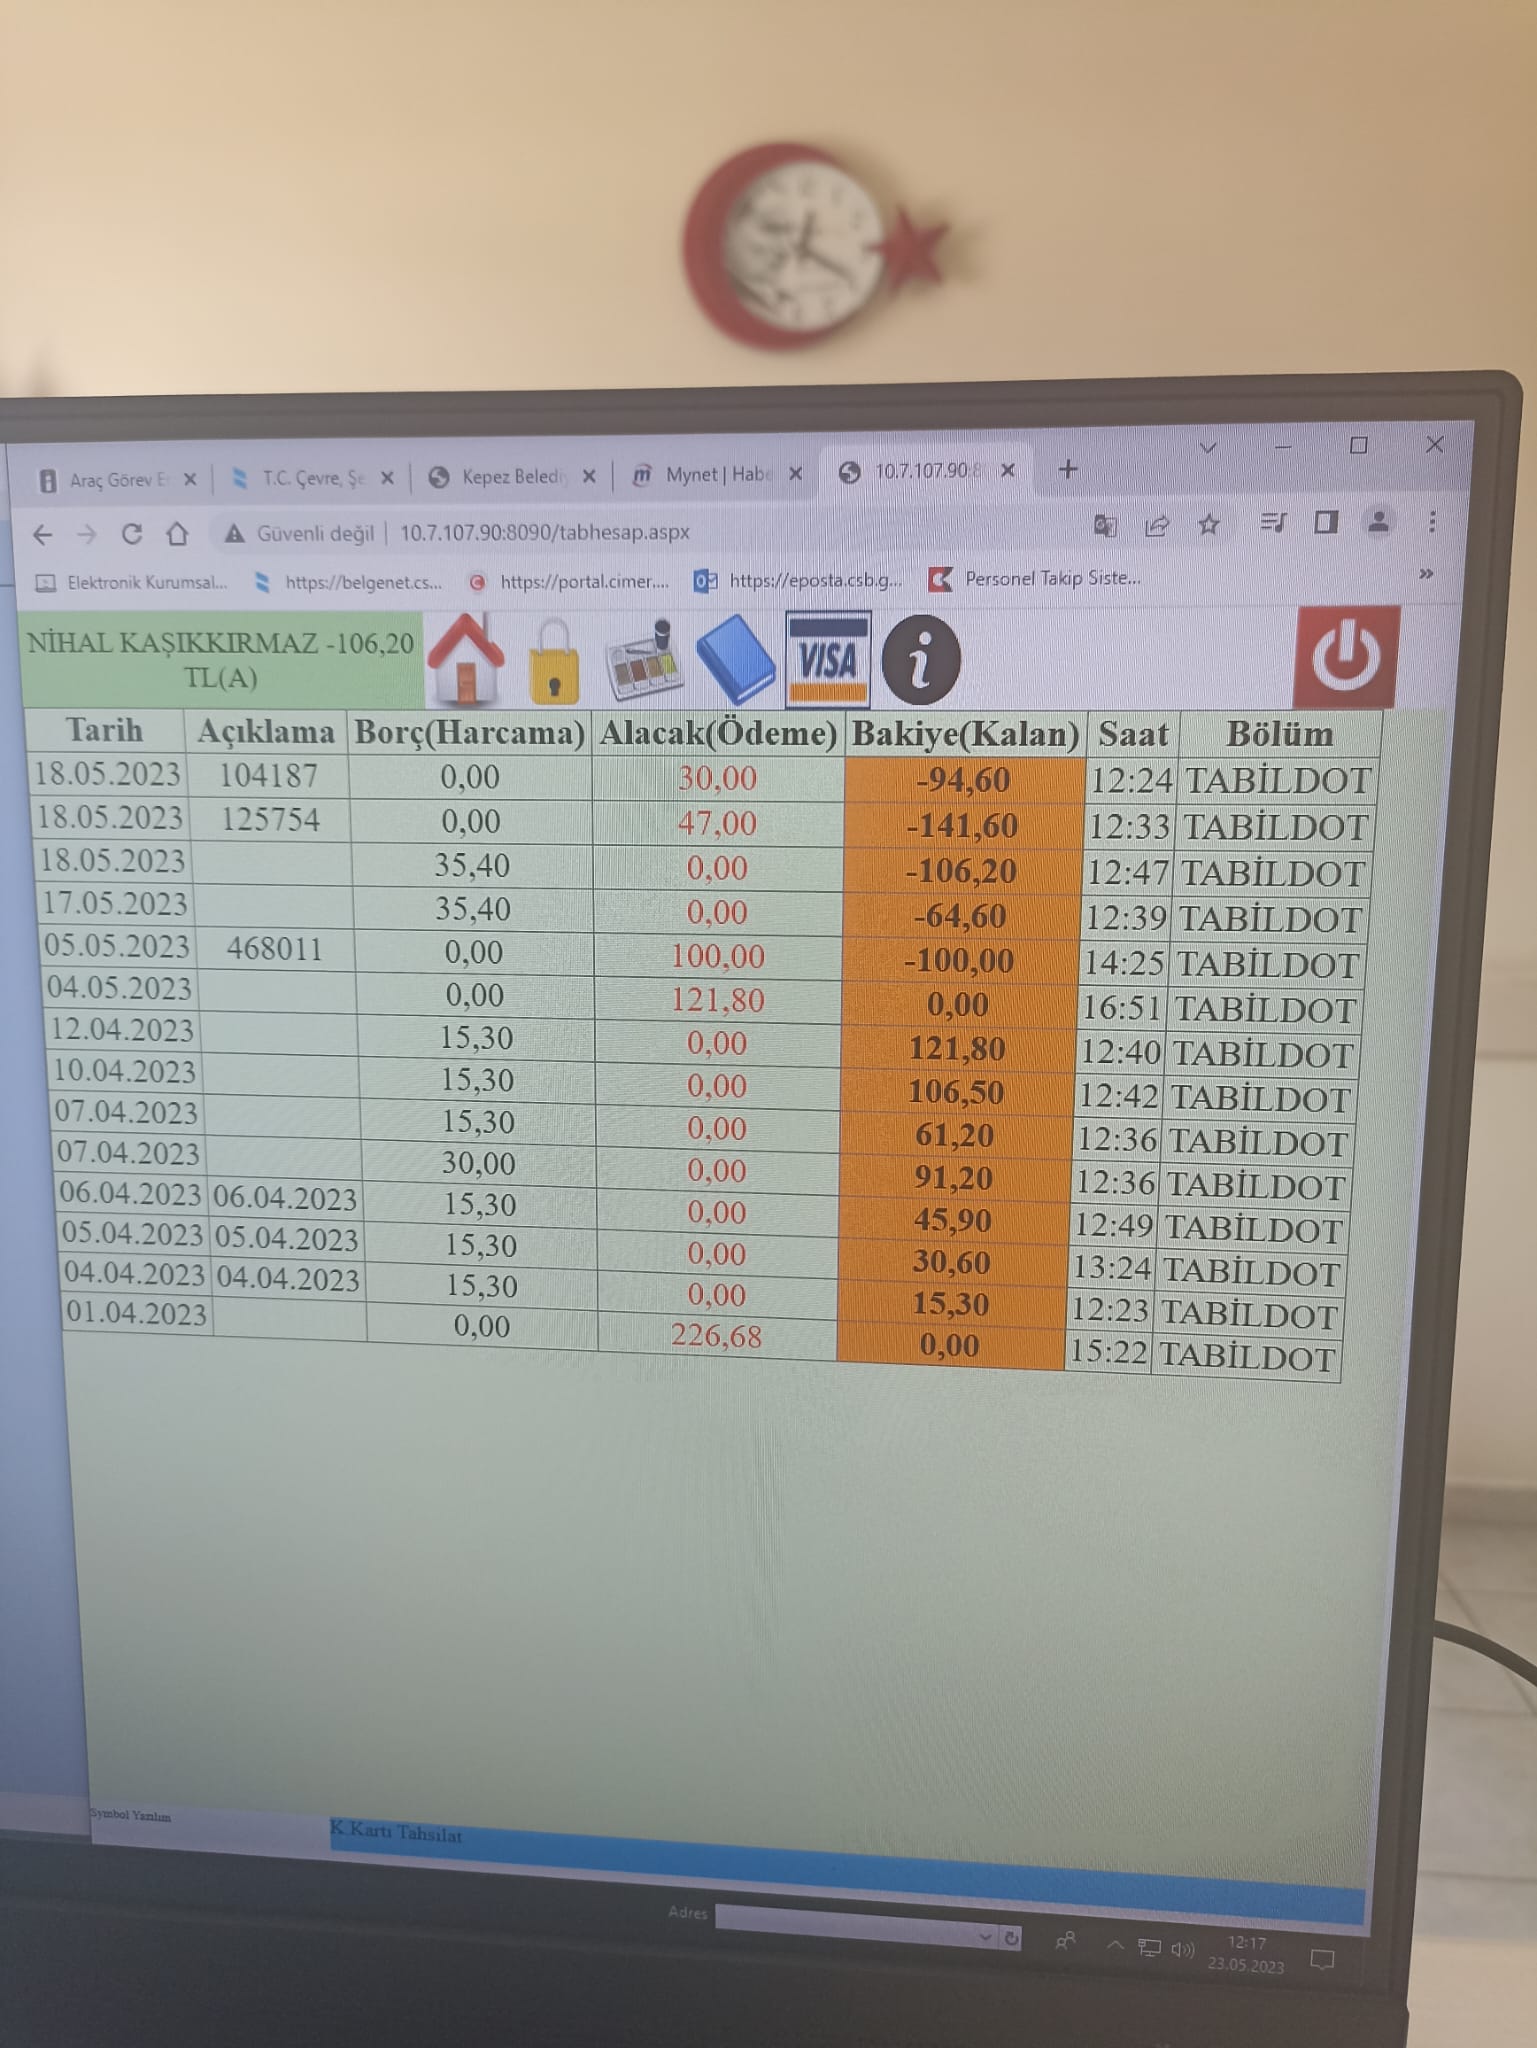 Araç Görev E
T.C. Çevre, Şe
Kepez Beledi
Mynet | Habe
10.7.107.90:8
Güvenli değil | 10.7.107.90:8090/tabhesap.aspx
Elektronik Kurumsal...
https://belgenet.cs...
https://portal.cimer....
https://eposta.csb.g...
Personel Takip Siste...
NİHAL KAŞIKKIRMAZ -106,20
TL(A)
VISA
i
Tarih Açıklama Borç(Harcama) Alacak(Ödeme) Bakiye(Kalan) Saat Bölüm
18.05.2023 104187 0,00 30,00 -94,60 12:24 TABİLDOT
18.05.2023 125754 0,00 47,00 -141,60 12:33 TABİLDOT
18.05.2023 35,40 0,00 -106,20 12:47 TABİLDOT
17.05.2023 35,40 0,00 -64,60 12:39 TABİLDOT
05.05.2023 468011 0,00 100,00 -100,00 14:25 TABİLDOT
04.05.2023 0,00 121,80 0,00 16:51 TABİLDOT
12.04.2023 15,30 0,00 121,80 12:40 TABİLDOT
10.04.2023 15,30 0,00 106,50 12:42 TABİLDOT
07.04.2023 15,30 0,00 61,20 12:36 TABİLDOT
07.04.2023 30,00 0,00 91,20 12:36 TABİLDOT
06.04.2023 06.04.2023 15,30 0,00 45,90 12:49 TABİLDOT
05.04.2023 05.04.2023 15,30 0,00 30,60 13:24 TABİLDOT
04.04.2023 04.04.2023 15,30 0,00 15,30 12:23 TABİLDOT
01.04.2023 0,00 226,68 0,00 15:22 TABİLDOT
Symbol Yazılım
K.Kartı Tahsilat
Adres
12:17
23.05.2023